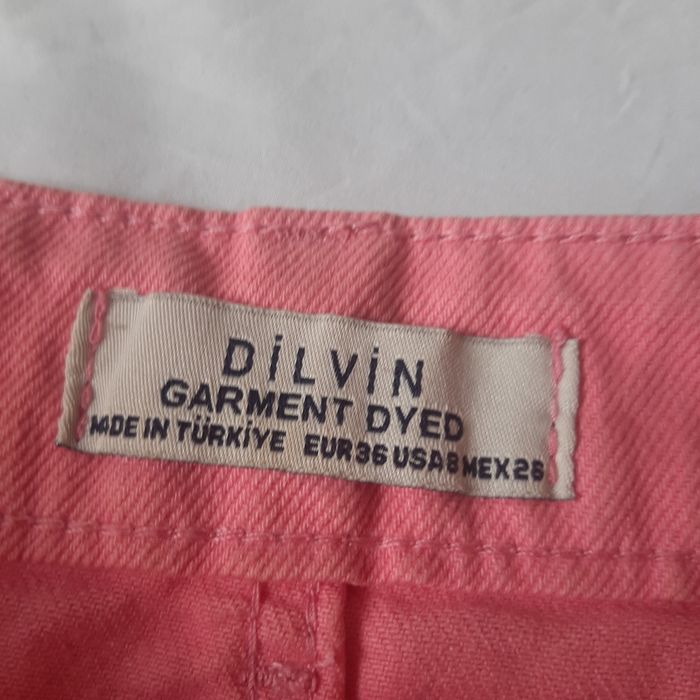 DİLVİN
GARMENT DYED
MADE IN TÜRKİYE EUR36 USA8 MEX26